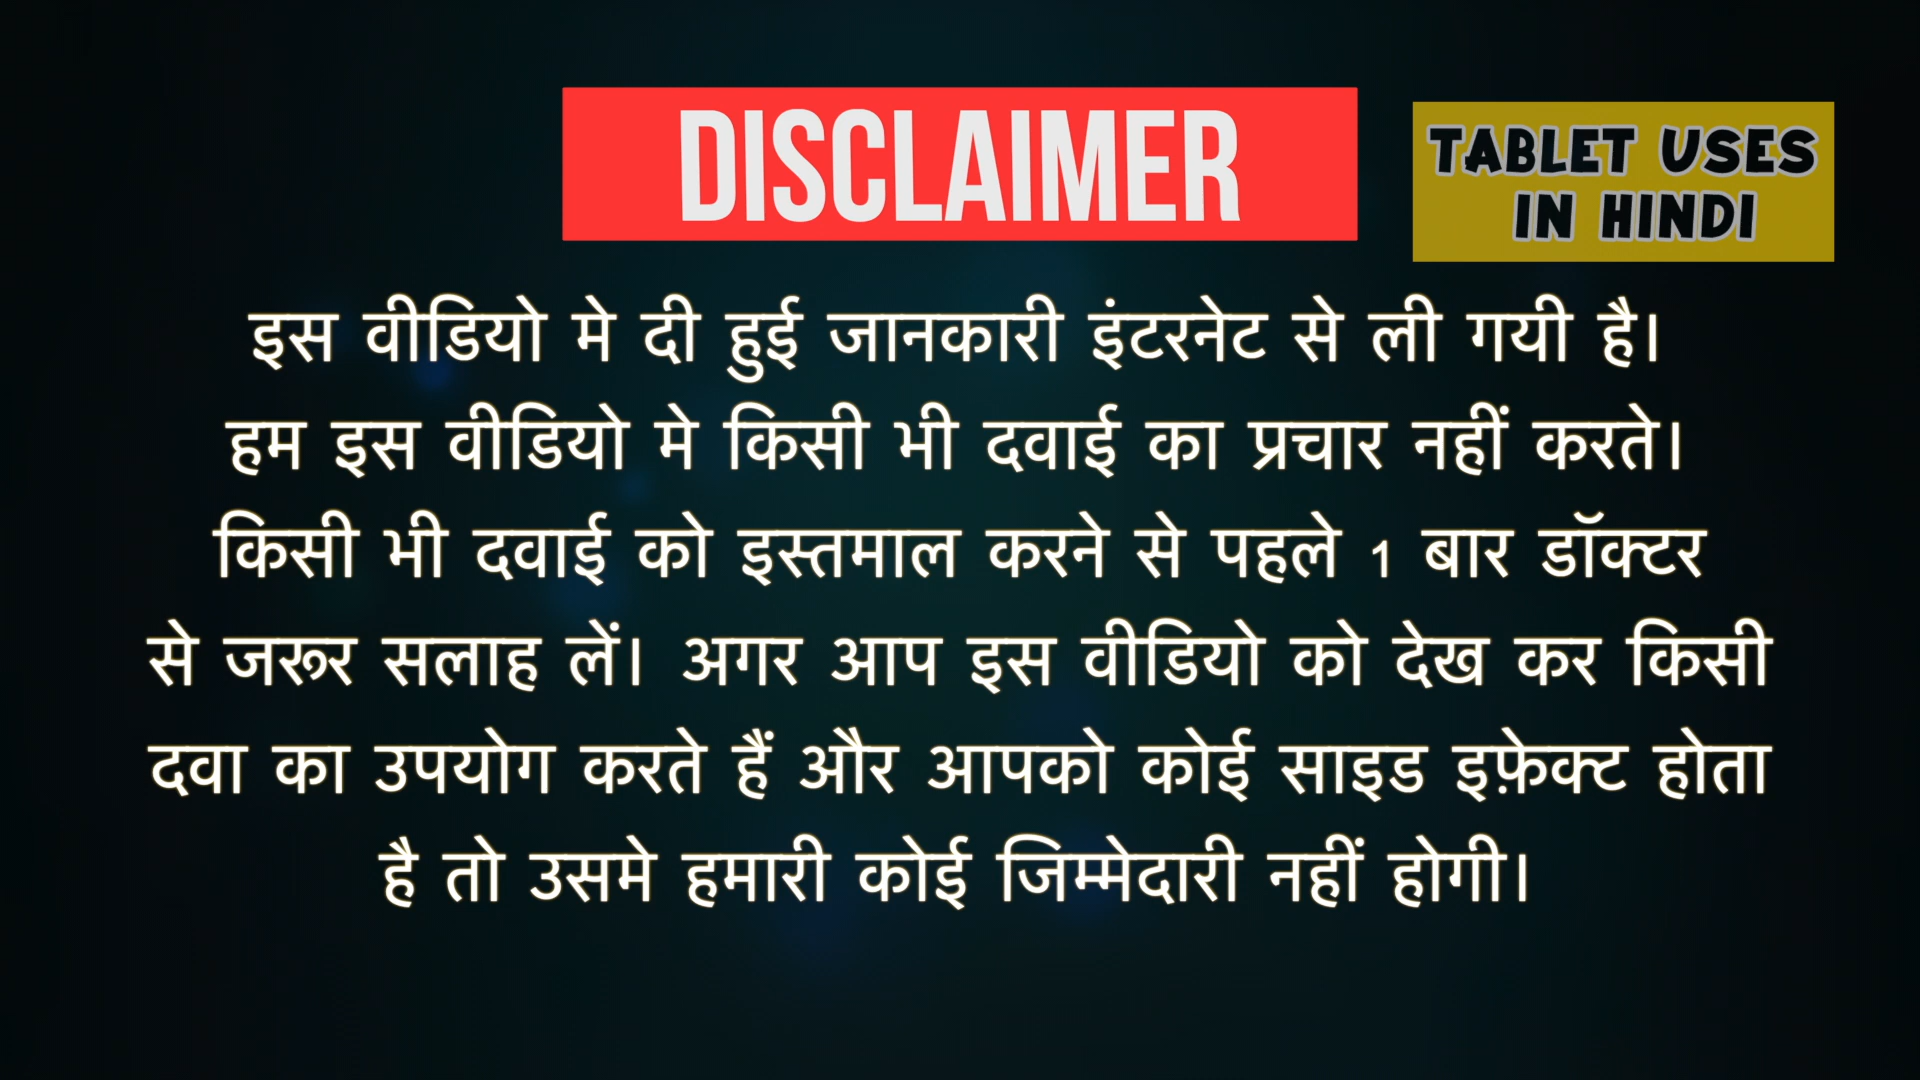 DISCLAIMER
TABLET USES
IN HINDI
इस वीडियो मे दी हुई जानकारी इंटरनेट से ली गयी है।
हम इस वीडियो मे किसी भी दवाई का प्रचार नहीं करते।
किसी भी दवाई को इस्तमाल करने से पहले 1 बार डॉक्टर
से जरूर सलाह लें। अगर आप इस वीडियो को देख कर किसी
दवा का उपयोग करते हैं और आपको कोई साइड इफ़ेक्ट होता
है तो उसमे हमारी कोई जिम्मेदारी नहीं होगी।